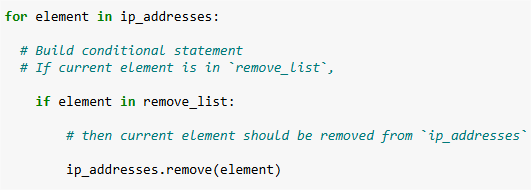 for element in ip_addresses:
# Build conditional statement
# If current element is in `remove_list`,
if element in remove_list:
# then current element should be removed from `ip_addresses`
ip_addresses.remove(element)